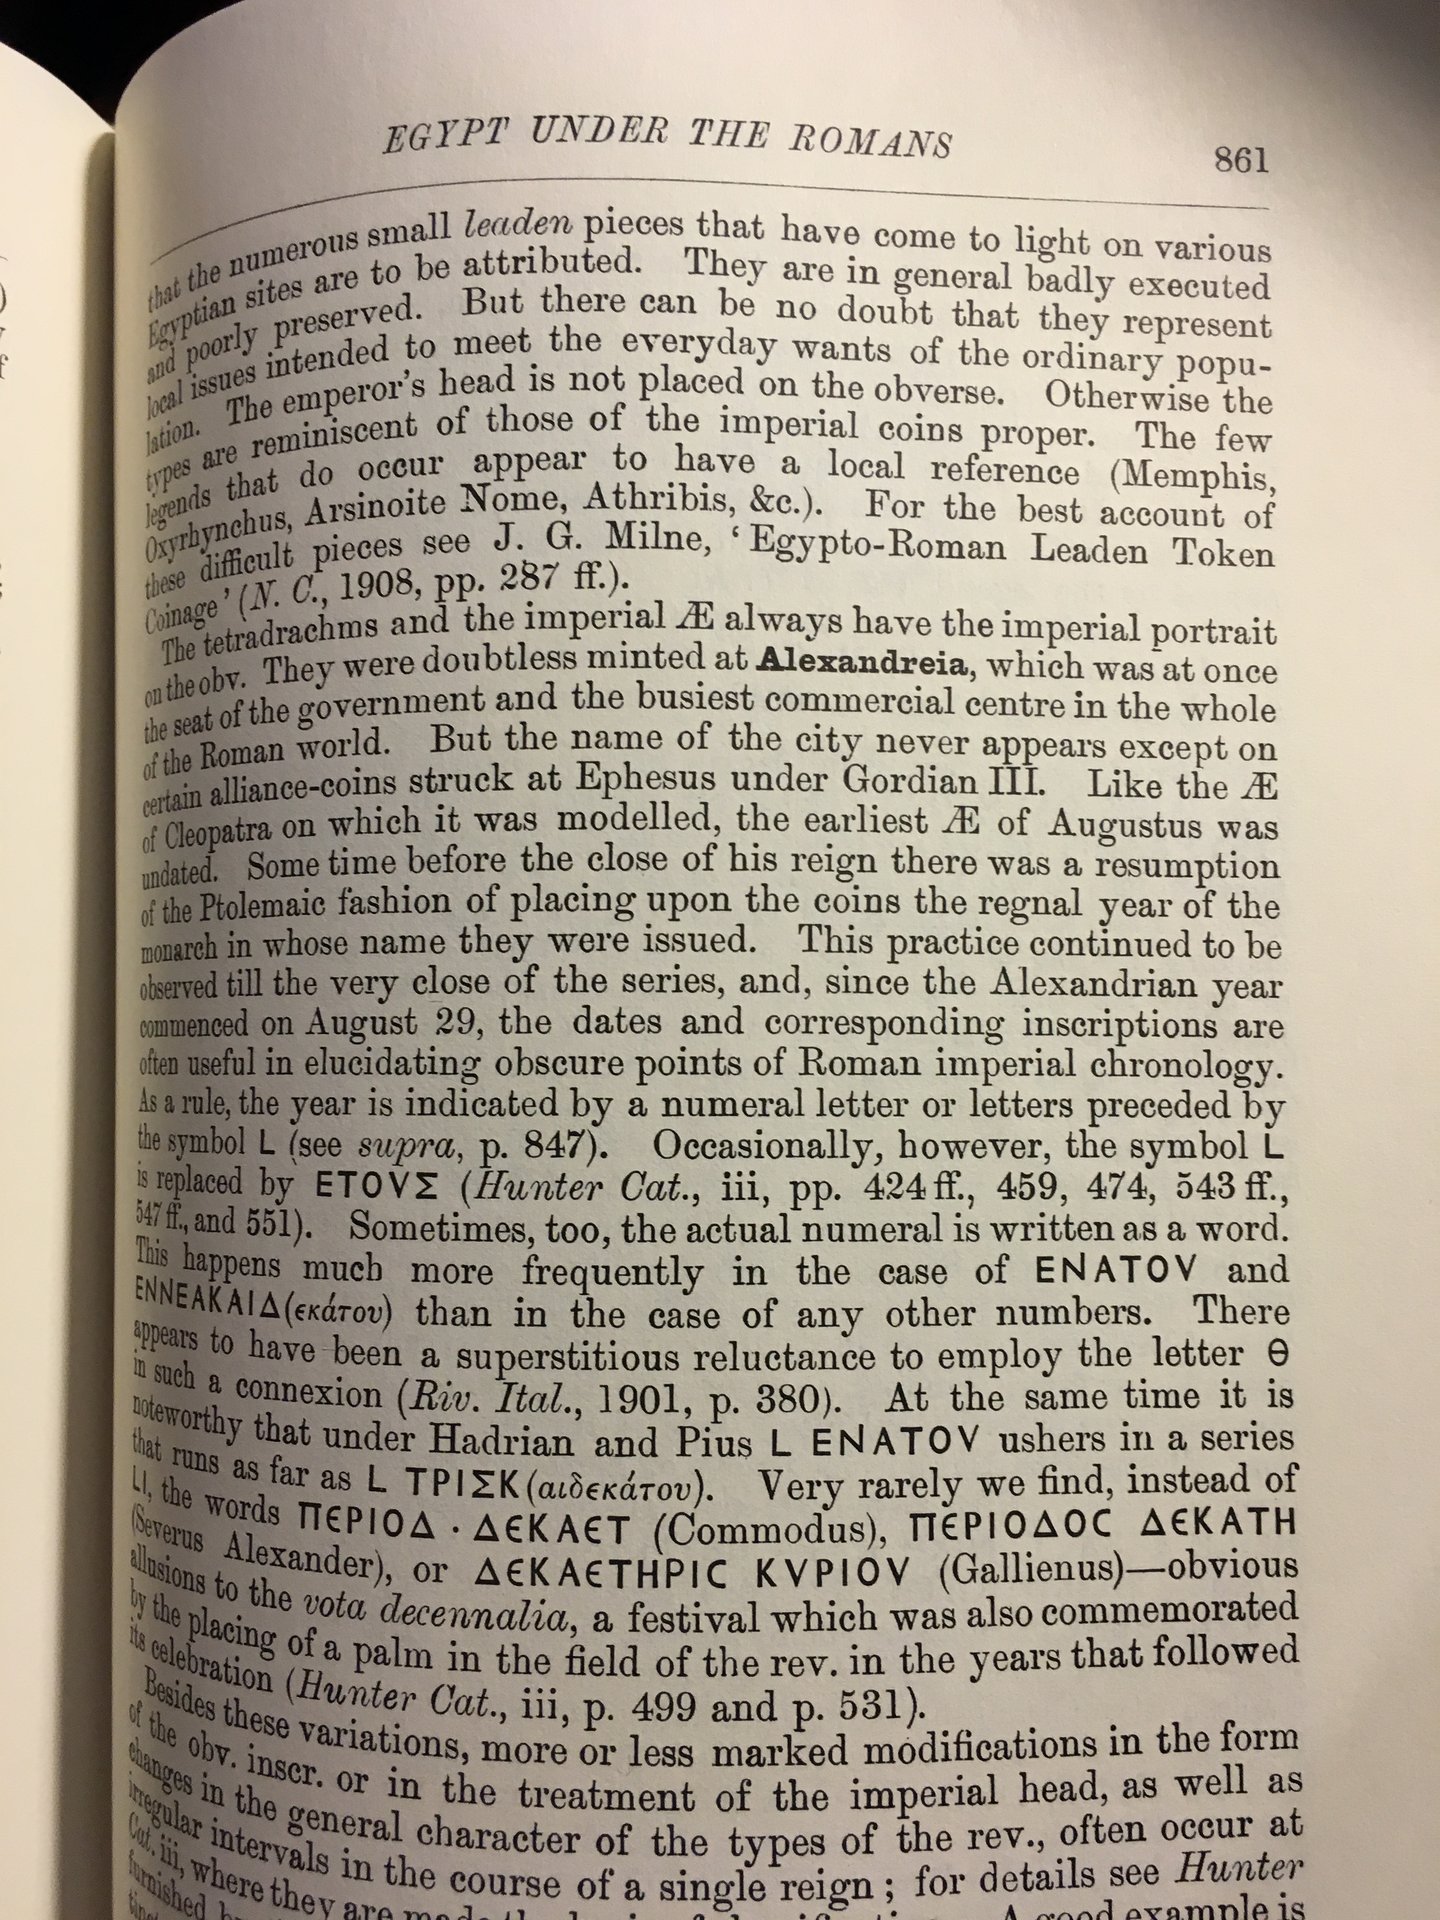 EGYPT UNDER THE ROMANS 861
that the numerous small leaden pieces that have come to light on various
Egyptian sites are to be attributed. They are in general badly executed
and poorly preserved. But there can be no doubt that they represent
local issues intended to meet the everyday wants of the ordinary popu-
lation. The emperor's head is not placed on the obverse. Otherwise the
types are reminiscent of those of the imperial coins proper. The few
legends that do occur appear to have a local reference (Memphis,
Oxyrhynchus, Arsinoite Nome, Athribis, &c.). For the best account of
these difficult pieces see J. G. Milne, ‘Egypto-Roman Leaden Token
Coinage’ (N. C., 1908, pp. 287 ff.).
The tetradrachms and the imperial Æ always have the imperial portrait
on the obv. They were doubtless minted at Alexandreia, which was at once
the seat of the government and the busiest commercial centre in the whole
of the Roman world. But the name of the city never appears except on
certain alliance-coins struck at Ephesus under Gordian III. Like the Æ
of Cleopatra on which it was modelled, the earliest Æ of Augustus was
undated. Some time before the close of his reign there was a resumption
of the Ptolemaic fashion of placing upon the coins the regnal year of the
monarch in whose name they were issued. This practice continued to be
observed till the very close of the series, and, since the Alexandrian year
commenced on August 29, the dates and corresponding inscriptions are
often useful in elucidating obscure points of Roman imperial chronology.
As a rule, the year is indicated by a numeral letter or letters preceded by
the symbol L (see supra, p. 847). Occasionally, however, the symbol L
is replaced by ΕΤΟVΣ (Hunter Cat., iii, pp. 424 ff., 459, 474, 543 ff.,
547 ff., and 551). Sometimes, too, the actual numeral is written as a word.
This happens much more frequently in the case of ΕΝΑΤΟV and
ΕΝΝΕΑΚΑΙΔ(εκάτου) than in the case of any other numbers. There
appears to have been a superstitious reluctance to employ the letter Θ
in such a connexion (Riv. Ital., 1901, p. 380). At the same time it is
noteworthy that under Hadrian and Pius L ΕΝΑΤΟV ushers in a series
that runs as far as L ΤΡΙΣΚ(αιδεκάτου). Very rarely we find, instead of
LI, the words ΠЄΡΙΟΔ · ΔЄΚΑЄΤ (Commodus), ΠЄΡΙΟΔΟC ΔЄΚΑΤΗ
(Severus Alexander), or ΔЄΚΑЄΤΗΡΙC ΚVΡΙΟV (Gallienus)—obvious
allusions to the vota decennalia, a festival which was also commemorated
by the placing of a palm in the field of the rev. in the years that followed
its celebration (Hunter Cat., iii, p. 499 and p. 531).
Besides these variations, more or less marked modifications in the form
of the obv. inscr. or in the treatment of the imperial head, as well as
changes in the general character of the types of the rev., often occur at
irregular intervals in the course of a single reign; for details see Hunter
Cat. iii, where they are made the basis of A good example is
furnished